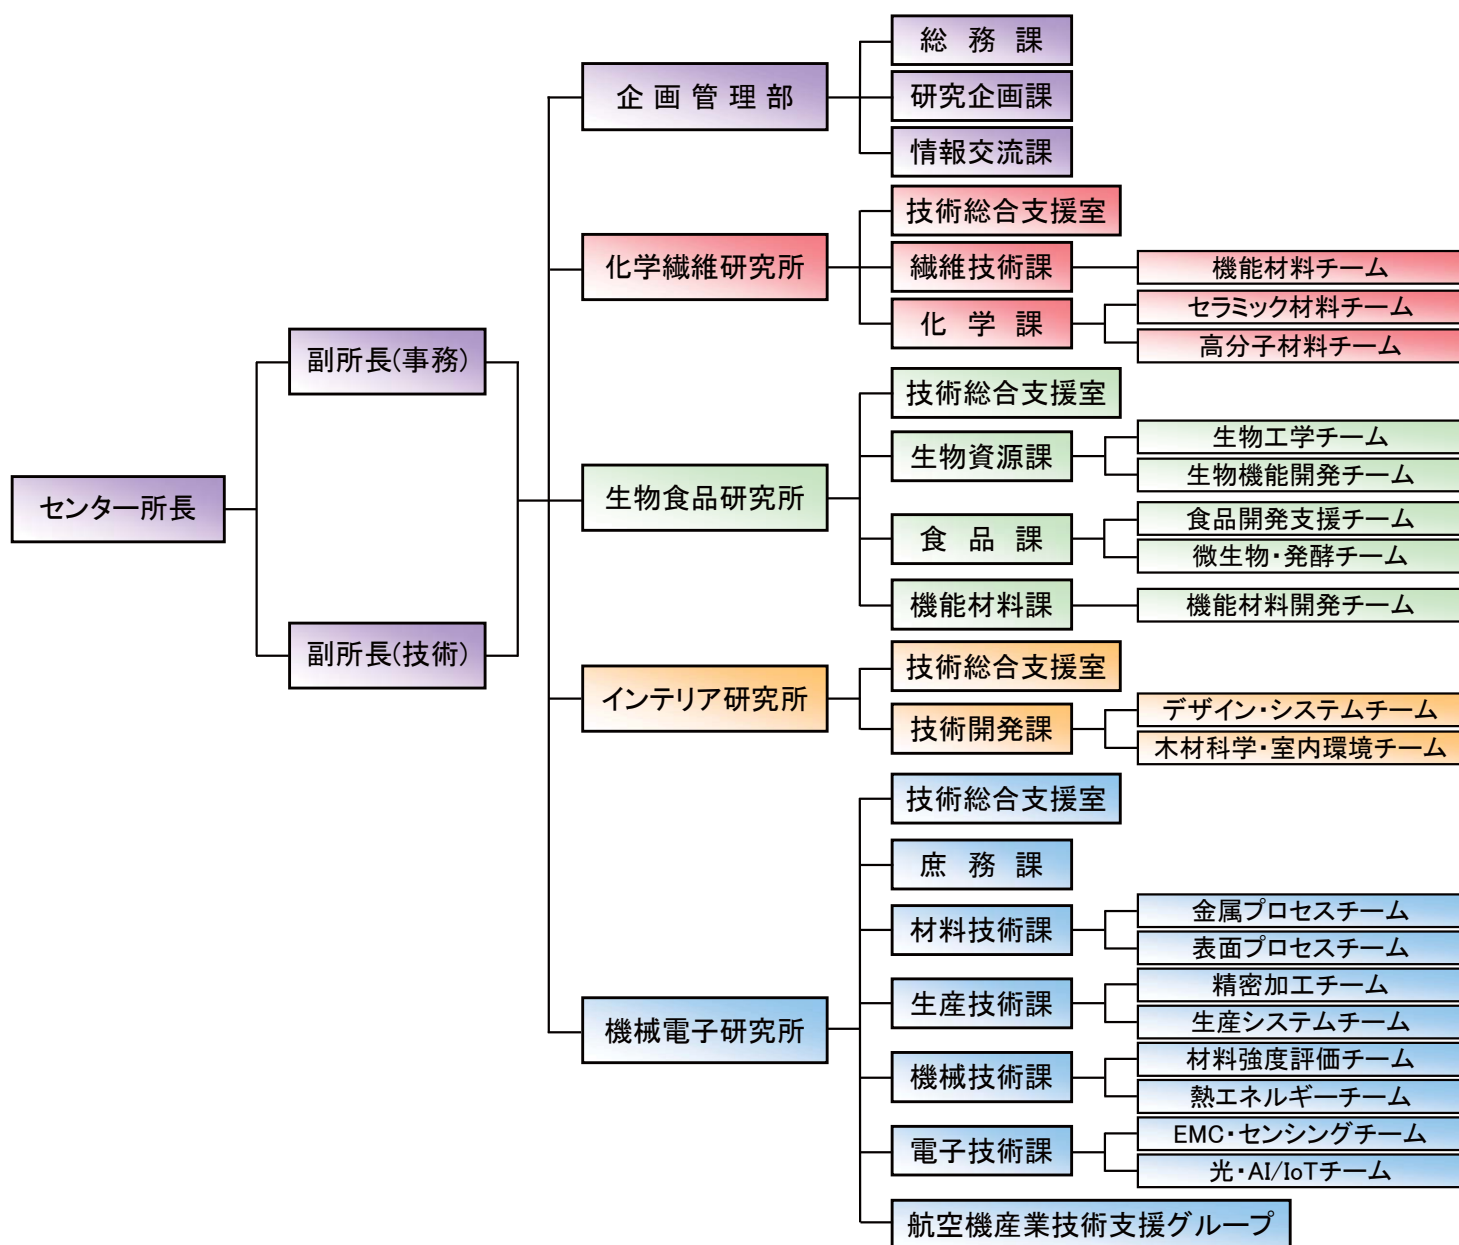 センター所長
副所長(事務)
副所長(技術)
企画管理部
総務課
研究企画課
情報交流課
化学繊維研究所
技術総合支援室
繊維技術課
機能材料チーム
化学課
セラミック材料チーム
高分子材料チーム
生物食品研究所
技術総合支援室
生物資源課
生物工学チーム
生物機能開発チーム
食品課
食品開発支援チーム
微生物・発酵チーム
機能材料課
機能材料開発チーム
インテリア研究所
技術総合支援室
技術開発課
デザイン・システムチーム
木材科学・室内環境チーム
機械電子研究所
技術総合支援室
庶務課
材料技術課
金属プロセスチーム
表面プロセスチーム
生産技術課
精密加工チーム
生産システムチーム
機械技術課
材料強度評価チーム
熱エネルギーチーム
電子技術課
EMC・センシングチーム
光・AI/IoTチーム
航空機産業技術支援グループ